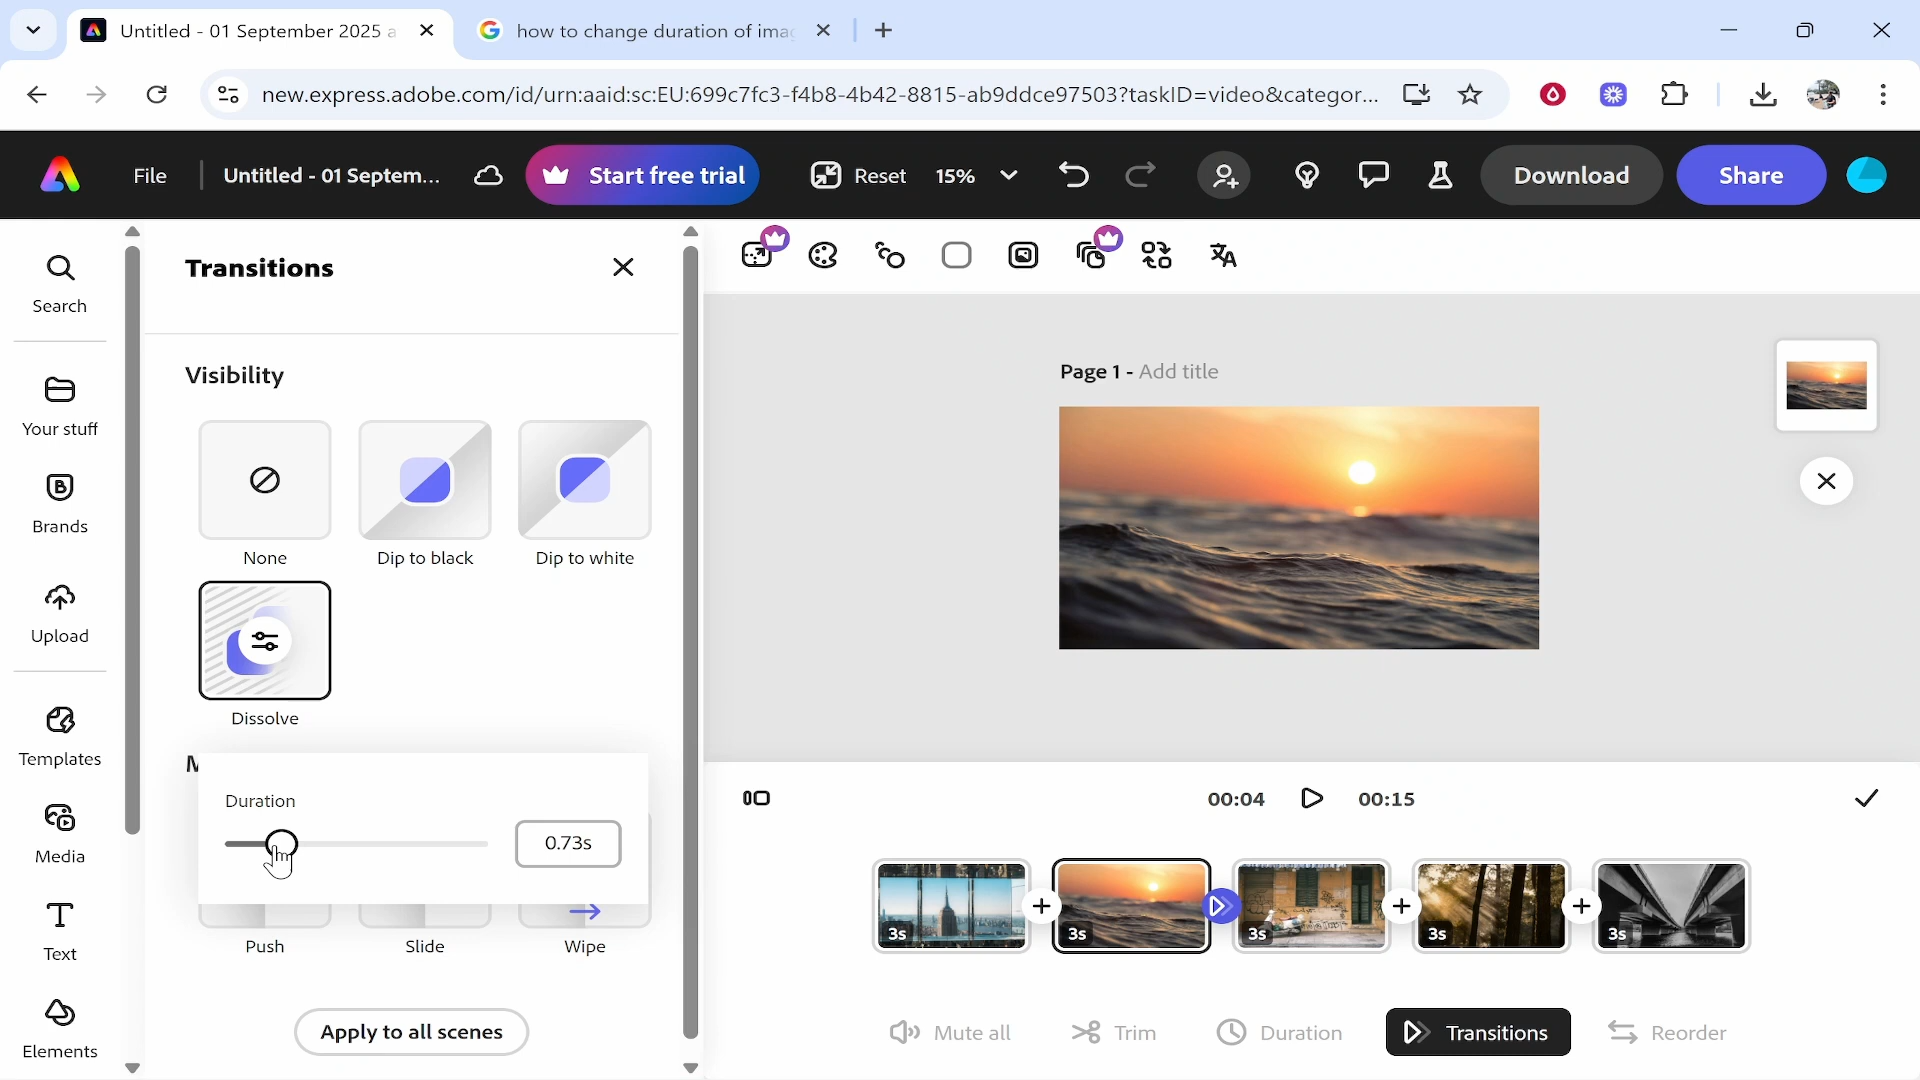 Untitled - 01 September 2025 a
how to change duration of imag
new.express.adobe.com/id/urn:aaid:sc:EU:699c7fc3-f4b8-4b42-8815-ab9ddce97503?taskID=video&categor...
File
Untitled - 01 Septem...
Start free trial
Reset
15%
Download
Share
Search
Your stuff
Brands
Upload
Templates
Media
Text
Elements
Transitions
Visibility
None
Dip to black
Dip to white
Dissolve
M
Duration
0.73s
Push
Slide
Wipe
Apply to all scenes
Page 1 - Add title
00:04
00:15
3s
3s
3s
3s
3s
Mute all
Trim
Duration
Transitions
Reorder